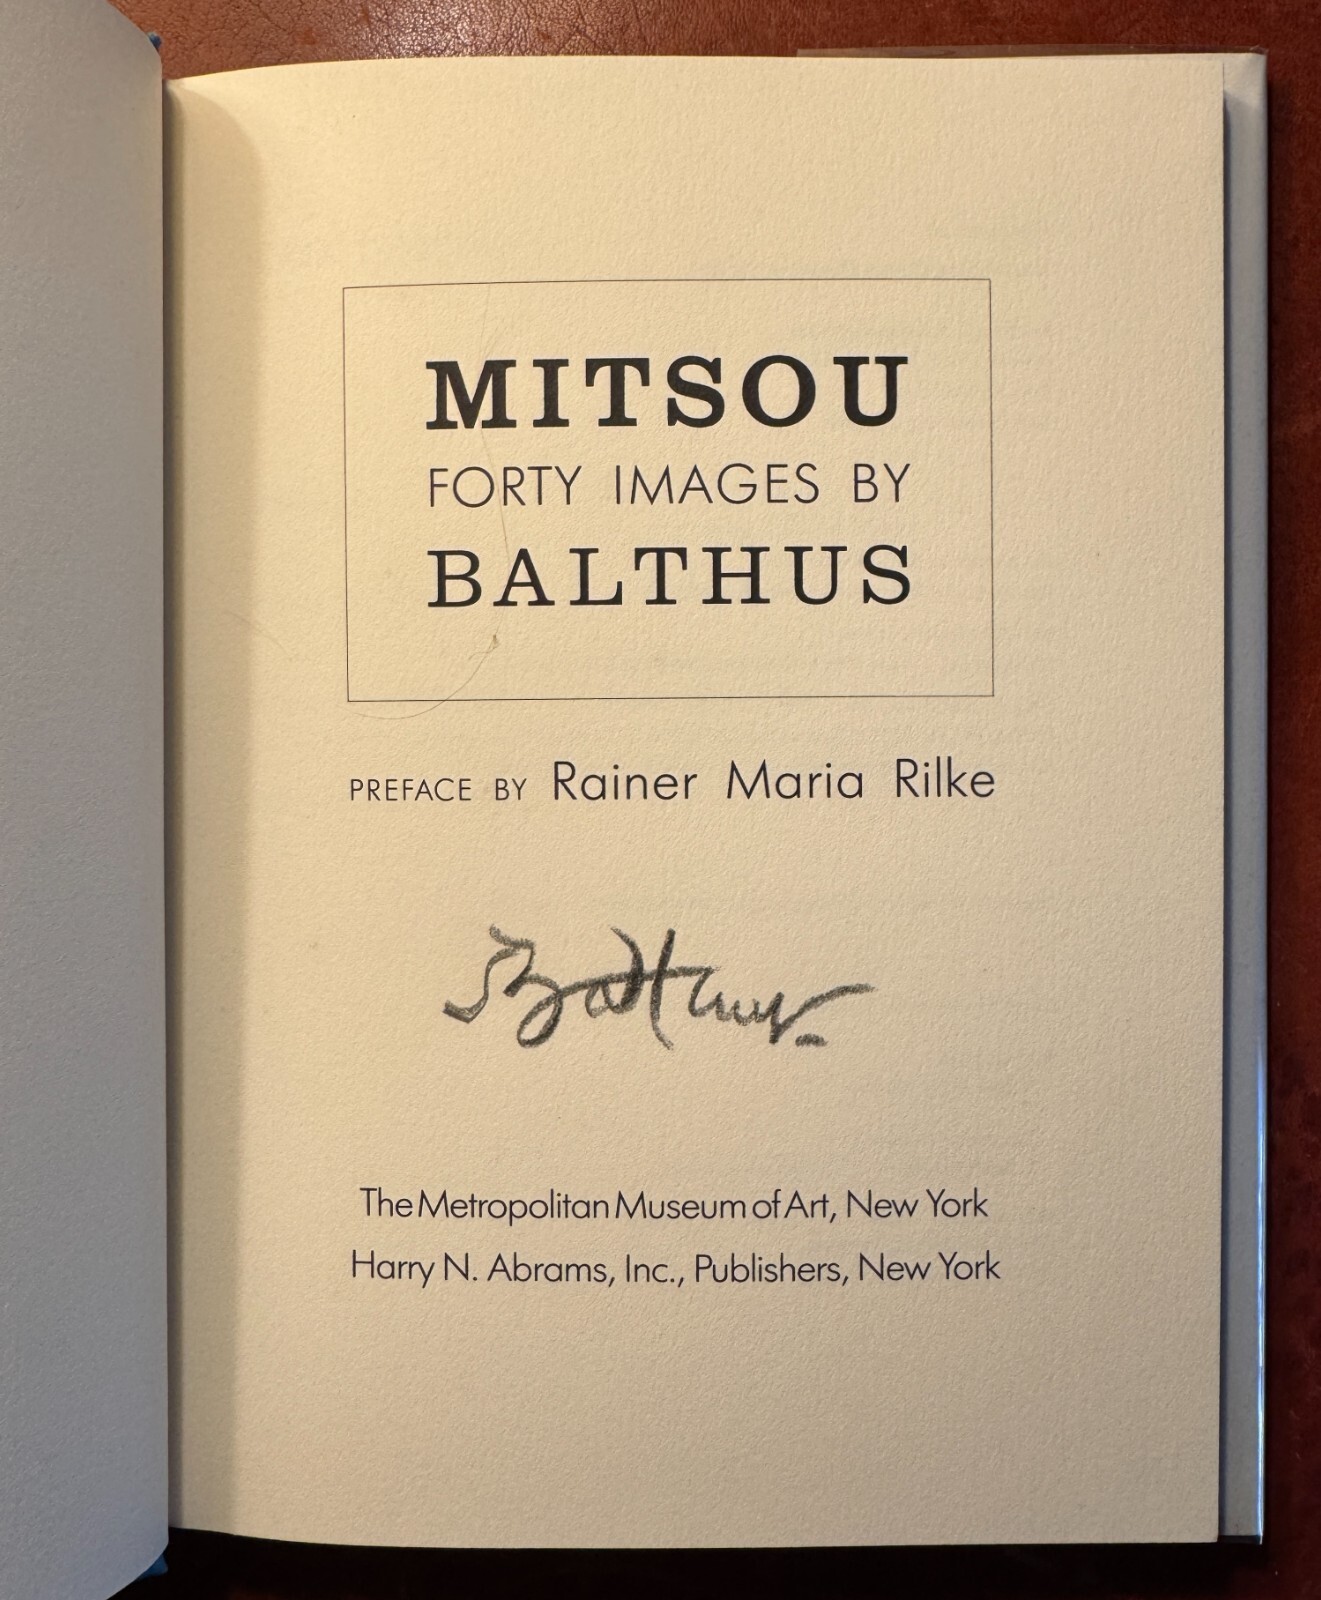 MITSOU
FORTY IMAGES BY
BALTHUS
PREFACE BY Rainer Maria Rilke
Balthus
The Metropolitan Museum of Art, New York
Harry N. Abrams, Inc., Publishers, New York